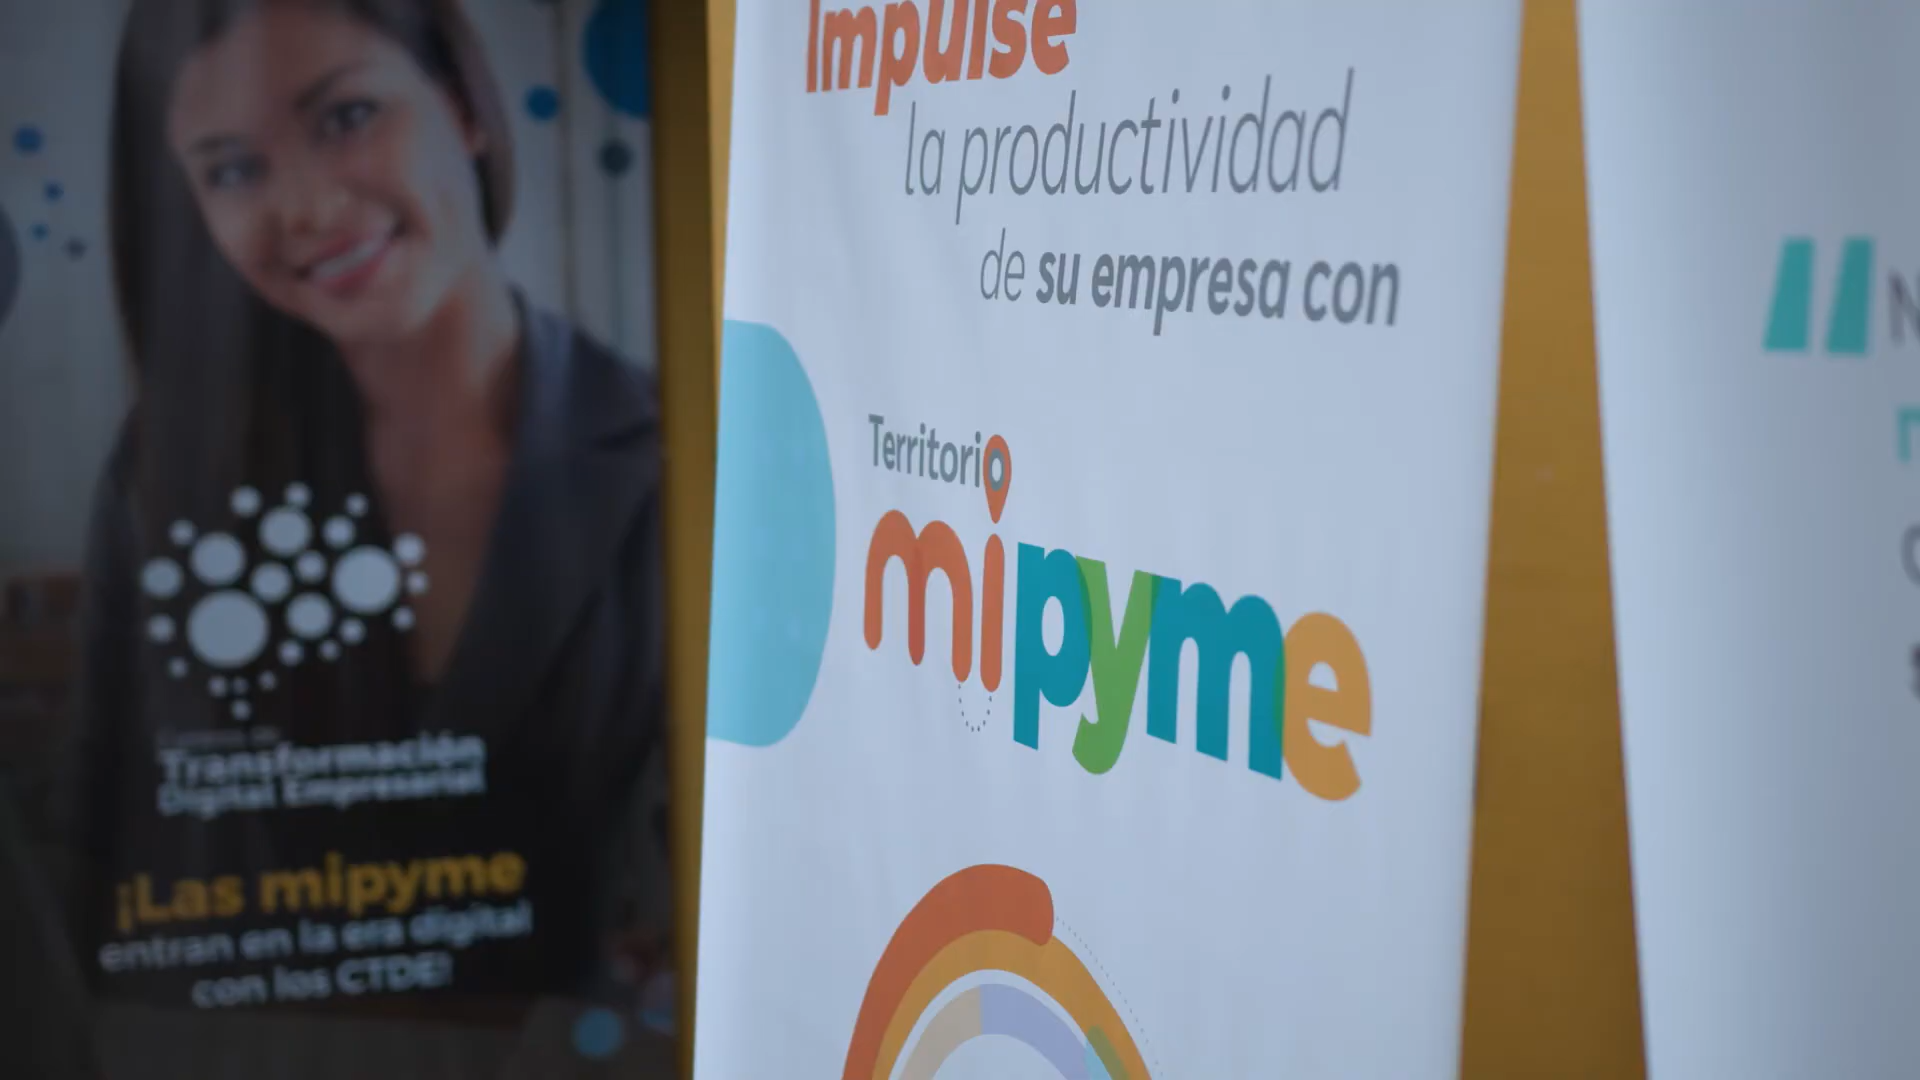 Impulse
la productividad
de su empresa con
Territorio
mipyme
Transformación
Digital Empresarial
¡Las mipyme
entran en la era digital
con los CTDE!